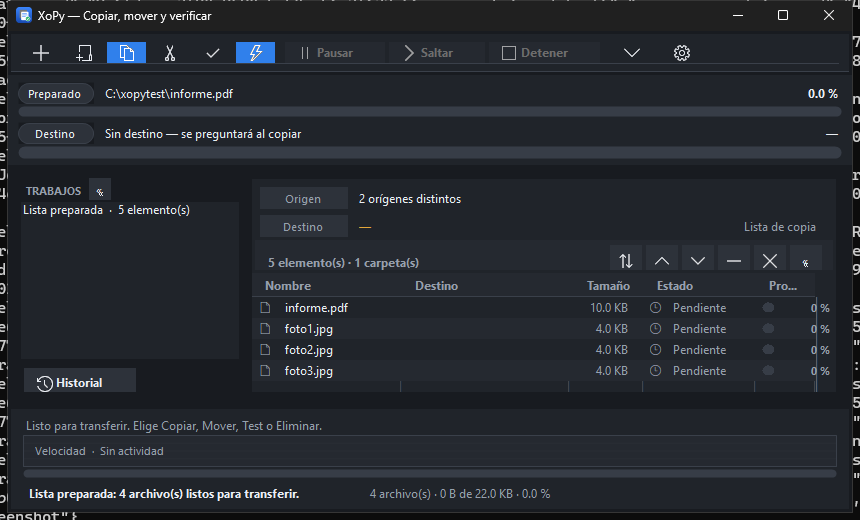 XoPy — Copiar, mover y verificar
Pausar
Saltar
Detener
Preparado
C:\xopytest\informe.pdf
0.0 %
Destino
Sin destino — se preguntará al copiar
—
TRABAJOS
Lista preparada · 5 elemento(s)
Historial
Origen
2 orígenes distintos
Destino
—
Lista de copia
5 elemento(s) · 1 carpeta(s)
Nombre Destino Tamaño Estado Pro...
informe.pdf 10.0 KB Pendiente 0 %
foto1.jpg 4.0 KB Pendiente 0 %
foto2.jpg 4.0 KB Pendiente 0 %
foto3.jpg 4.0 KB Pendiente 0 %
Listo para transferir. Elige Copiar, Mover, Test o Eliminar.
Velocidad · Sin actividad
Lista preparada: 4 archivo(s) listos para transferir.
4 archivo(s) · 0 B de 22.0 KB · 0.0 %